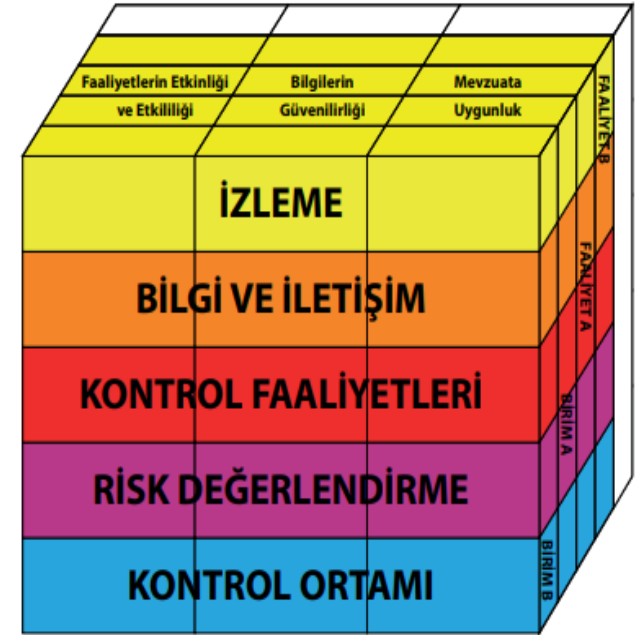 Faaliyetlerin Etkinliği
ve Etkililiği
Bilgilerin
Güvenilirliği
Mevzuata
Uygunluk
İZLEME
BİLGİ VE İLETİŞİM
KONTROL FAALİYETLERİ
RİSK DEĞERLENDİRME
KONTROL ORTAMI
FAALİYET B
FAALİYET A
BİRİM A
BİRİM B